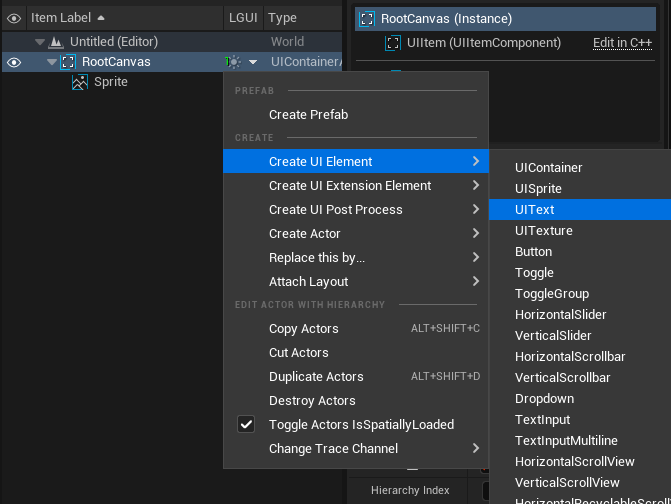 Item Label
LGUI
Type
Untitled (Editor)
World
RootCanvas
UIContainerA
Sprite
RootCanvas (Instance)
UIItem (UIItemComponent)
Edit in C++
PREFAB
Create Prefab
CREATE
Create UI Element
Create UI Extension Element
Create UI Post Process
Create Actor
Replace this by...
Attach Layout
EDIT ACTOR WITH HIERARCHY
Copy Actors
ALT+SHIFT+C
Cut Actors
Duplicate Actors
ALT+SHIFT+D
Destroy Actors
Toggle Actors IsSpatiallyLoaded
Change Trace Channel
UIContainer
UISprite
UIText
UITexture
Button
Toggle
ToggleGroup
HorizontalSlider
VerticalSlider
HorizontalScrollbar
VerticalScrollbar
Dropdown
TextInput
TextInputMultiline
HorizontalScrollView
VerticalScrollView
Hierarchy Index